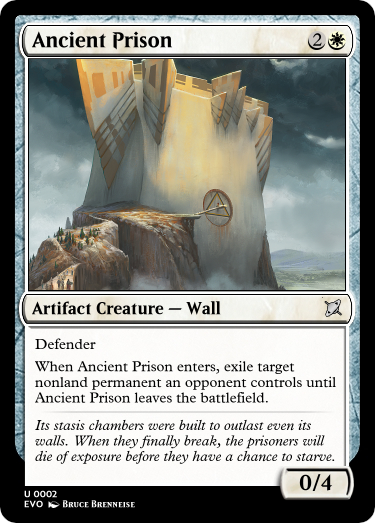 Ancient Prison 2
Artifact Creature — Wall
Defender
When Ancient Prison enters, exile target
nonland permanent an opponent controls until
Ancient Prison leaves the battlefield.
Its stasis chambers were built to outlast even its
walls. When they finally break, the prisoners will
die of exposure before they have a chance to starve.
0/4
U 0002
EVO Bruce Brenneise